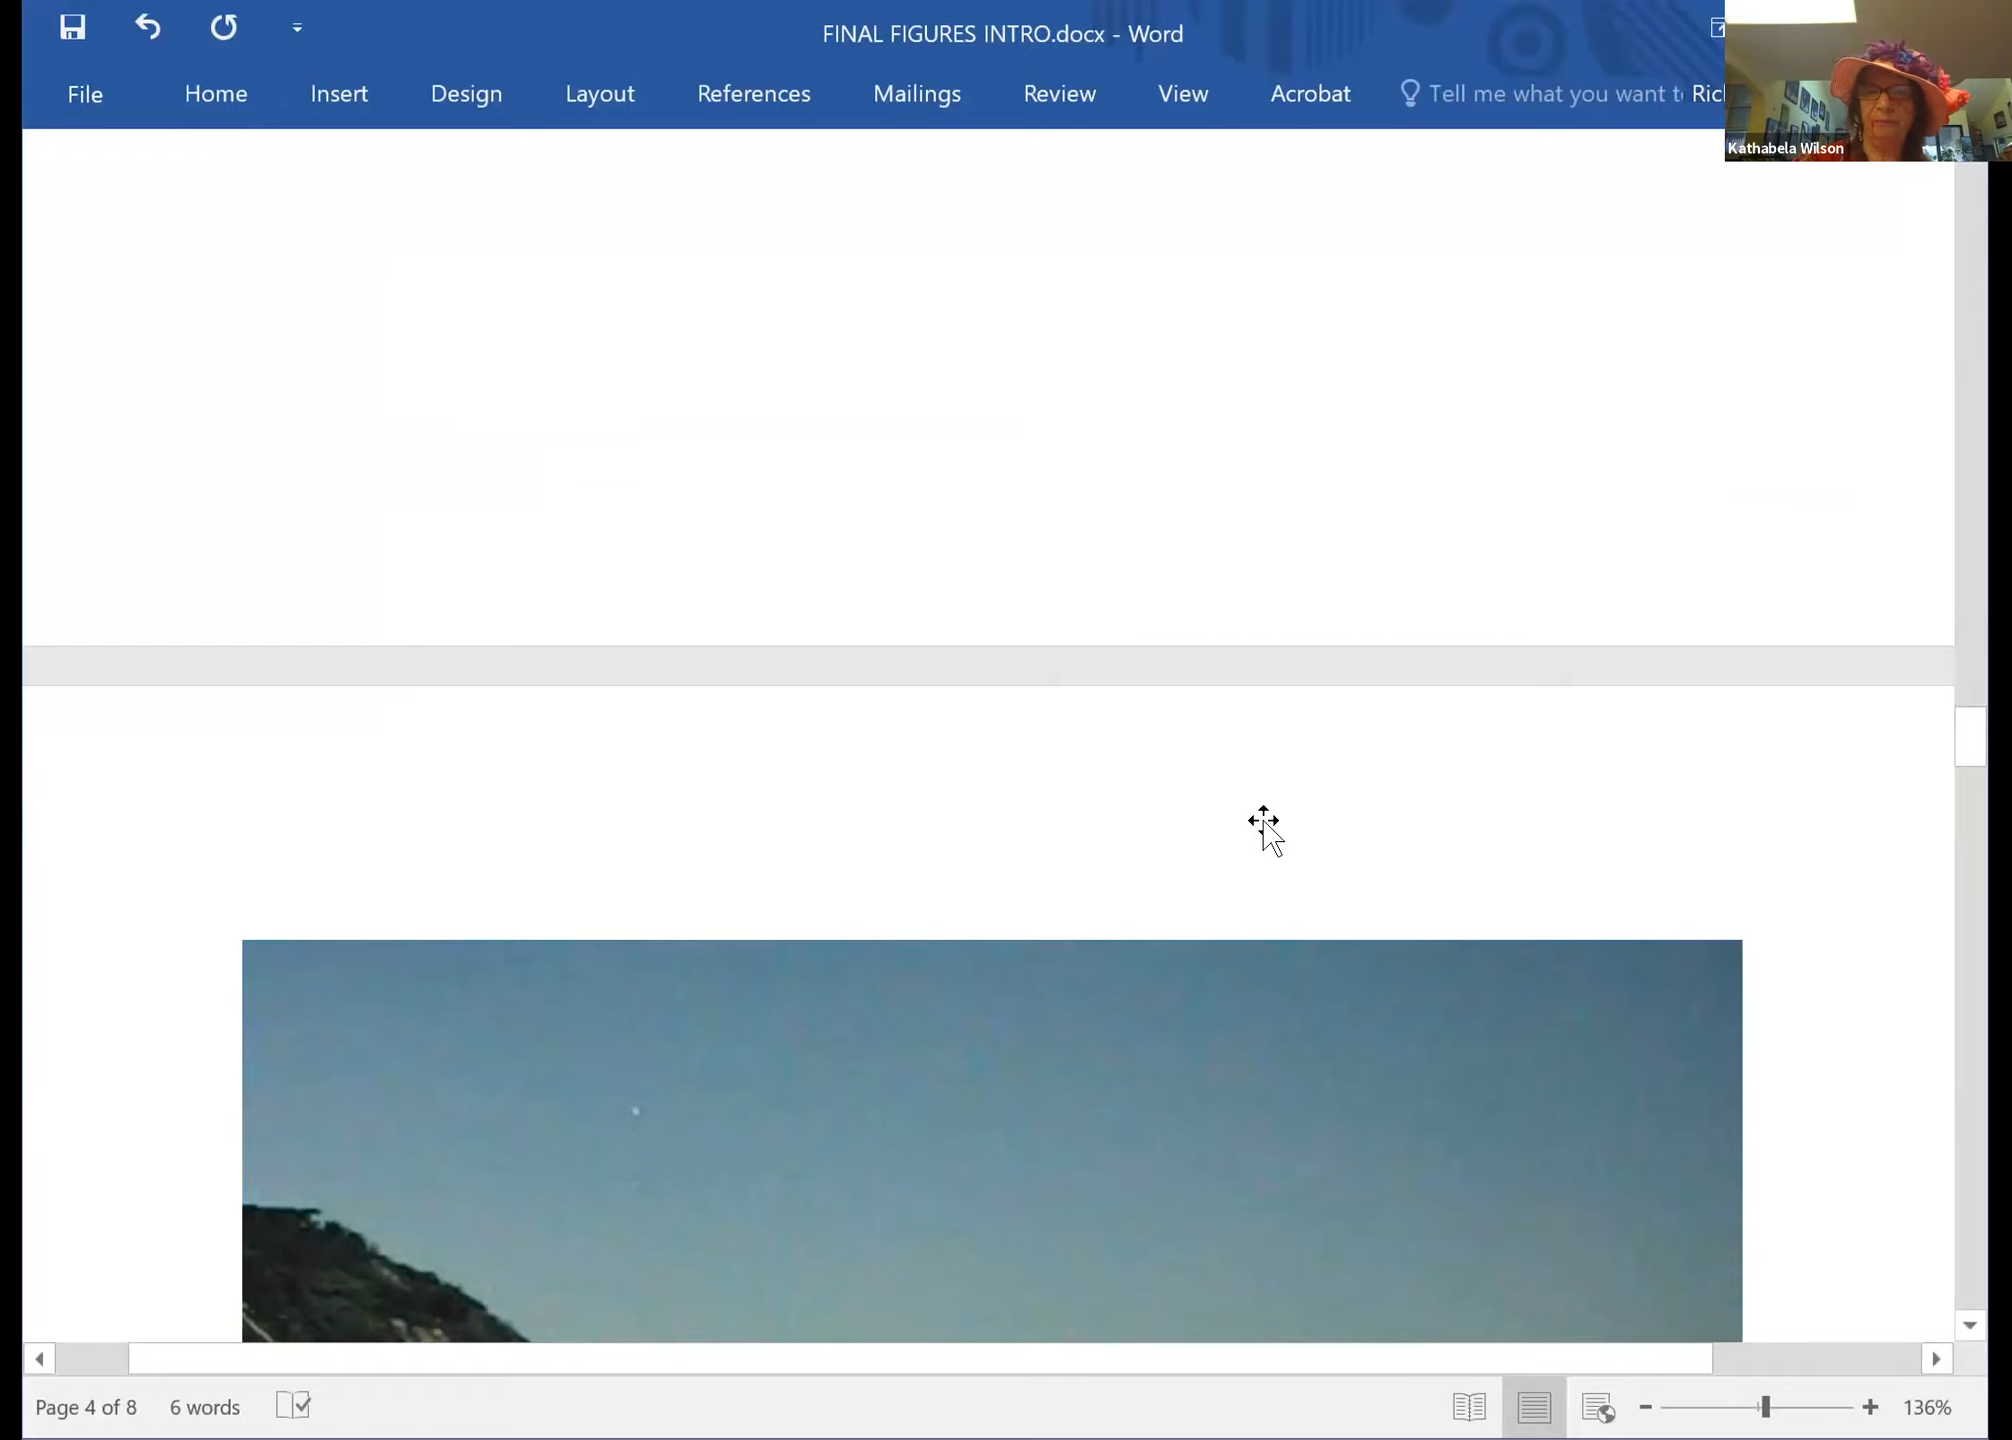 FINAL FIGURES INTRO.docx - Word
File Home Insert Design Layout References Mailings Review View Acrobat Tell me what you want t Ric
Kathabela Wilson
Page 4 of 8 6 words 136%